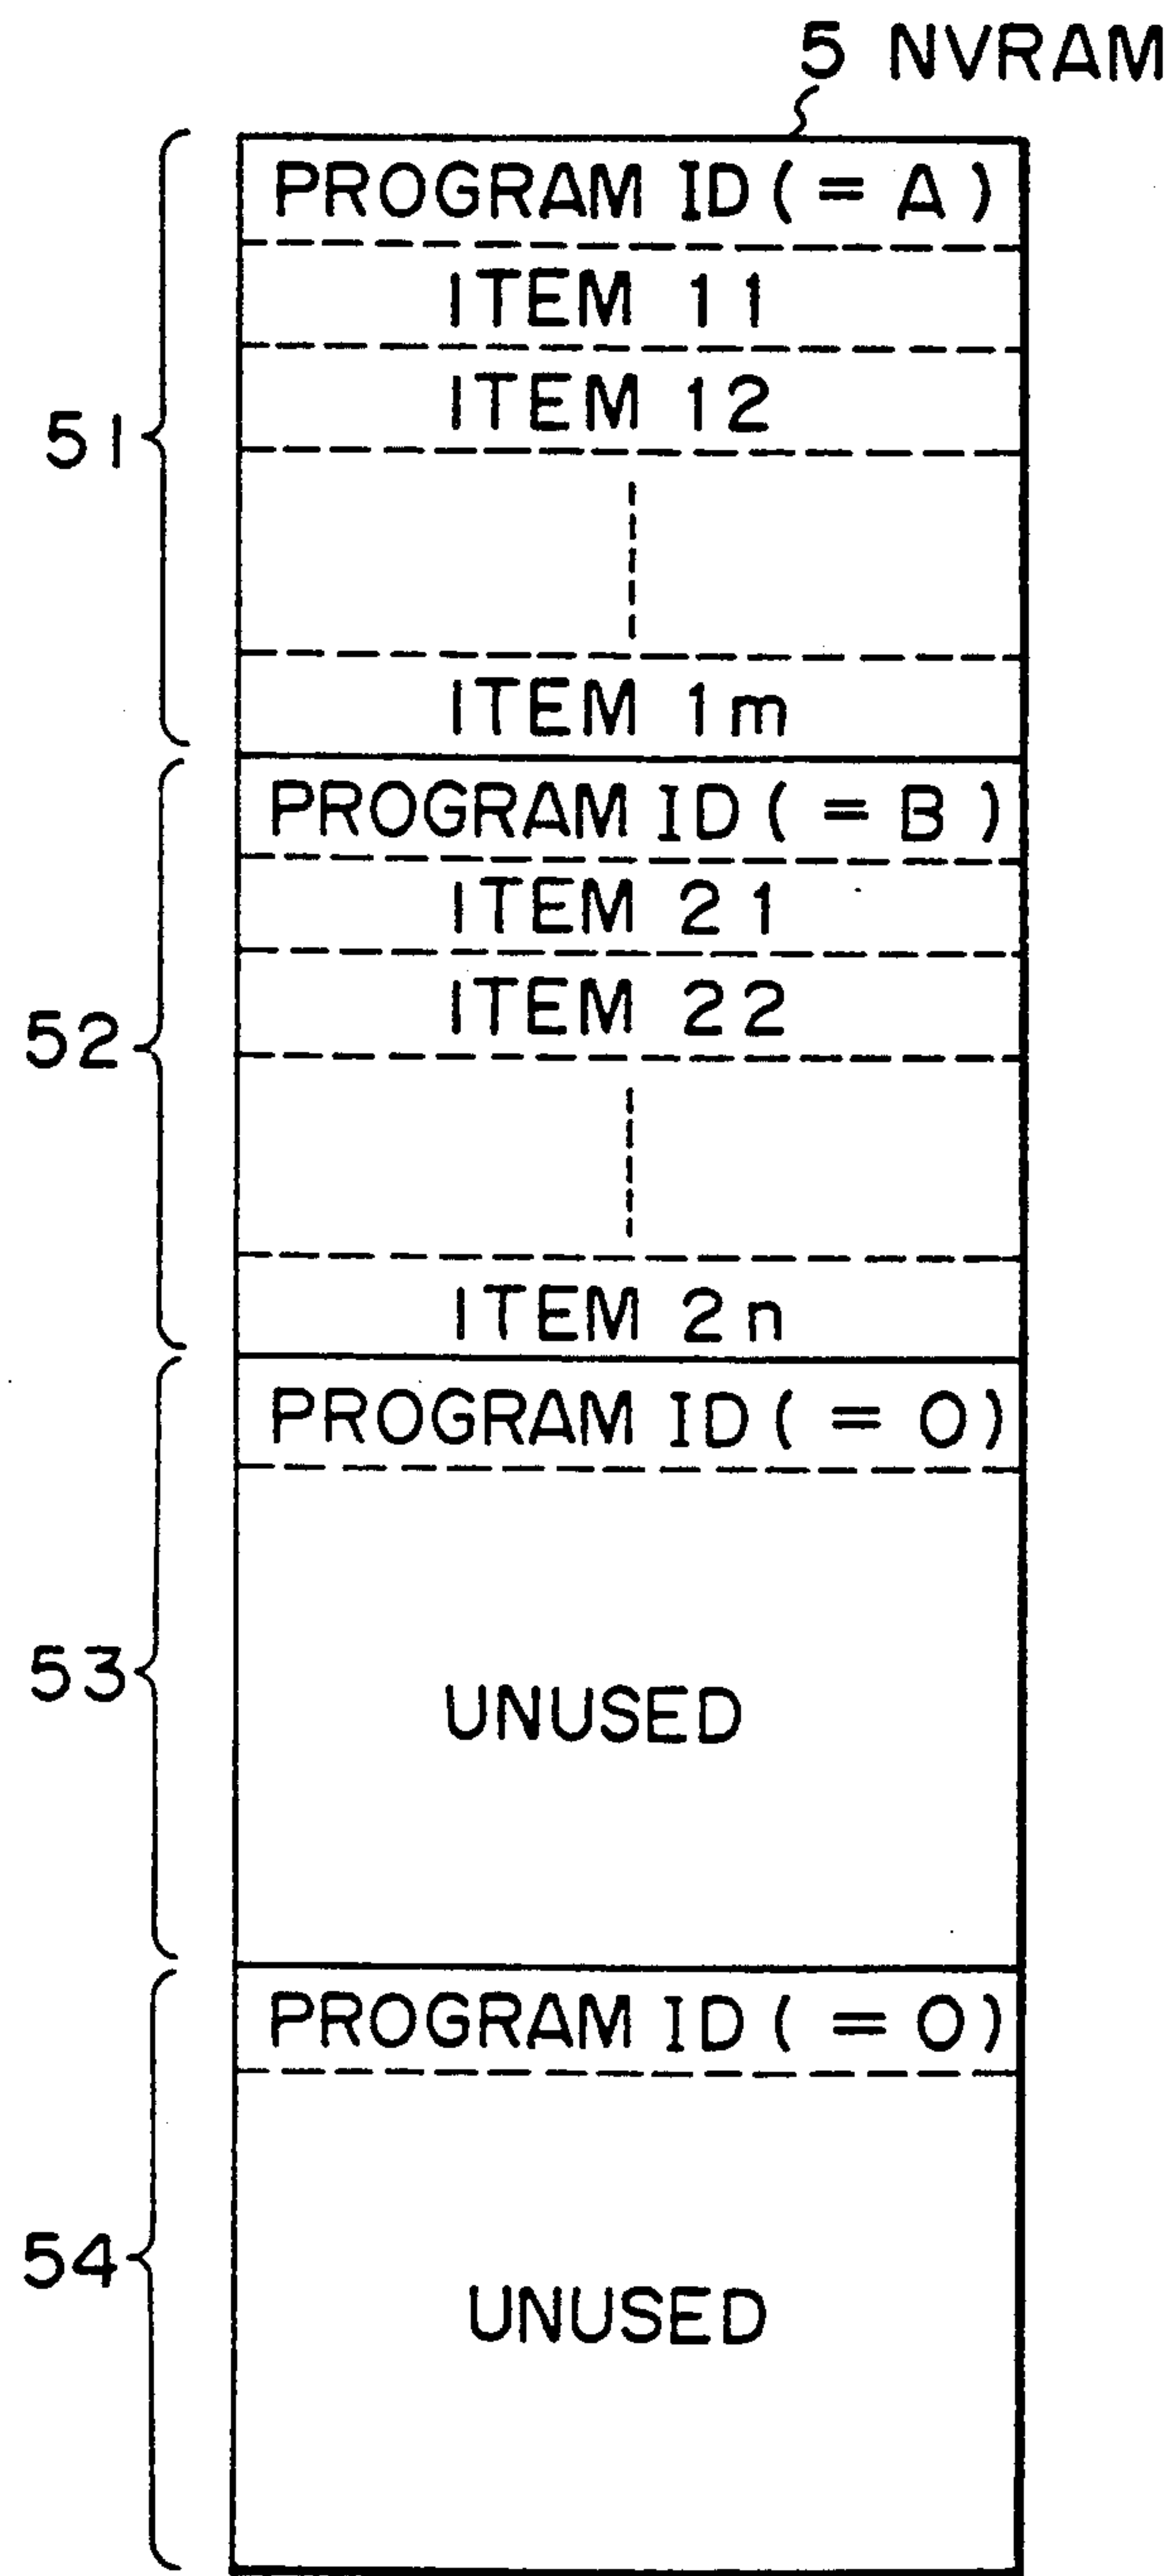 5 NVRAM
PROGRAM ID ( = A )
ITEM 11
ITEM 12
51
ITEM 1m
PROGRAM ID ( = B )
ITEM 21
ITEM 22
52
ITEM 2n
PROGRAM ID ( = 0 )
53
UNUSED
PROGRAM ID ( = 0 )
54
UNUSED